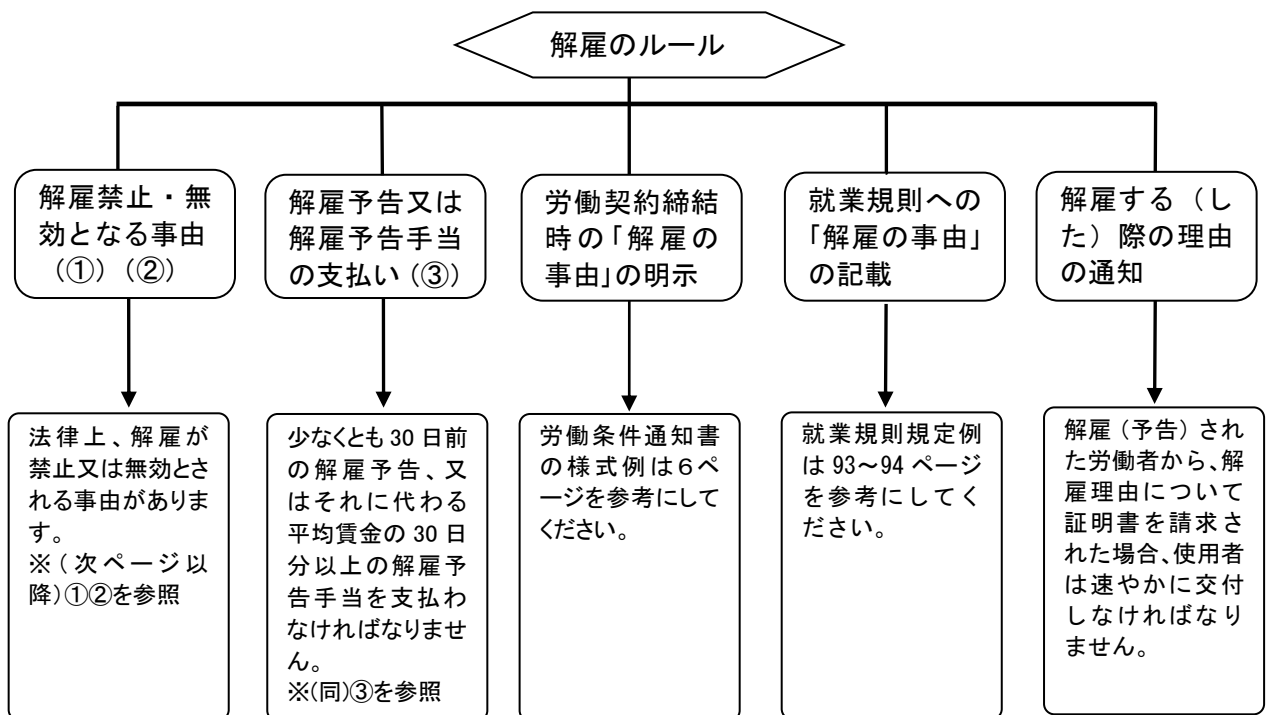 解雇のルール
解雇禁止・無
効となる事由
(①)(②)
解雇予告又は
解雇予告手当
の支払い(③)
労働契約締結
時の「解雇の
事由」の明示
就業規則への
「解雇の事由」
の記載
解雇する(し
た)際の理由
の通知
法律上、解雇が
禁止又は無効とさ
れる事由がありま
す。
※(次ページ以
降)①②を参照
少なくとも 30 日前
の解雇予告、又
はそれに代わる
平均賃金の 30 日
分以上の解雇予
告手当を支払わ
なければなりませ
ん。
※(同)③を参照
労働条件通知書
の様式例は6ペ
ージを参考にして
ください。
就業規則規定例
は 93～94 ページ
を参考にしてく
ださい。
解雇(予告)され
た労働者から、解
雇理由について
証明書を請求さ
れた場合、使用者
は速やかに交付
しなければなり
ません。